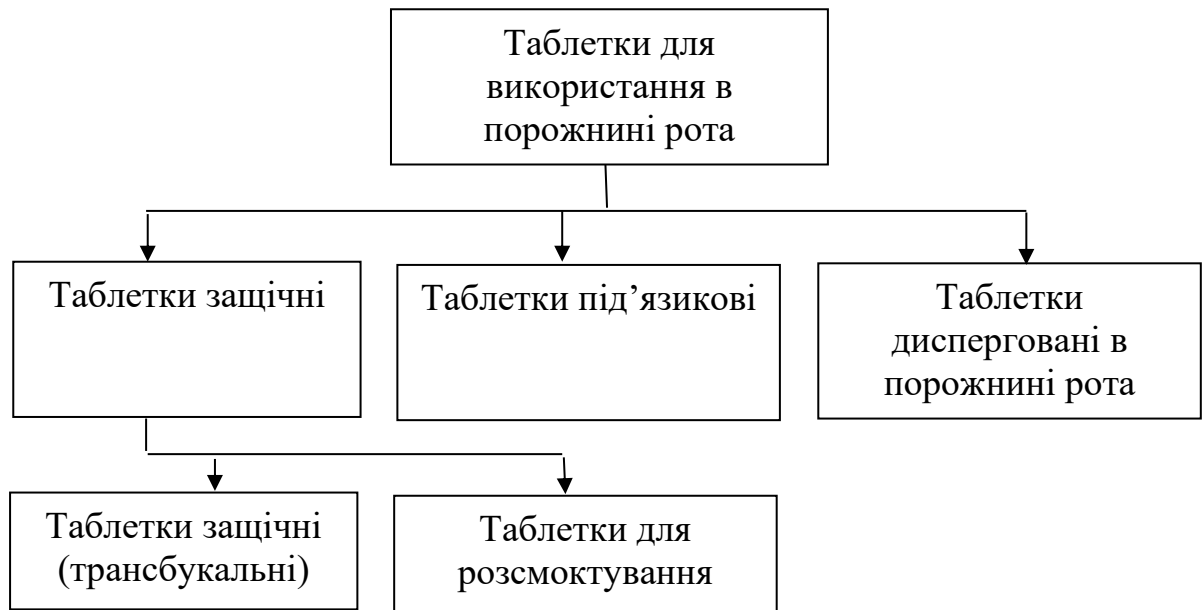 Таблетки для
використання в
порожнині рота
Таблетки защічні
Таблетки під’язикові
Таблетки
дисперговані в
порожнині рота
Таблетки защічні
(трансбукальні)
Таблетки для
розсмоктування